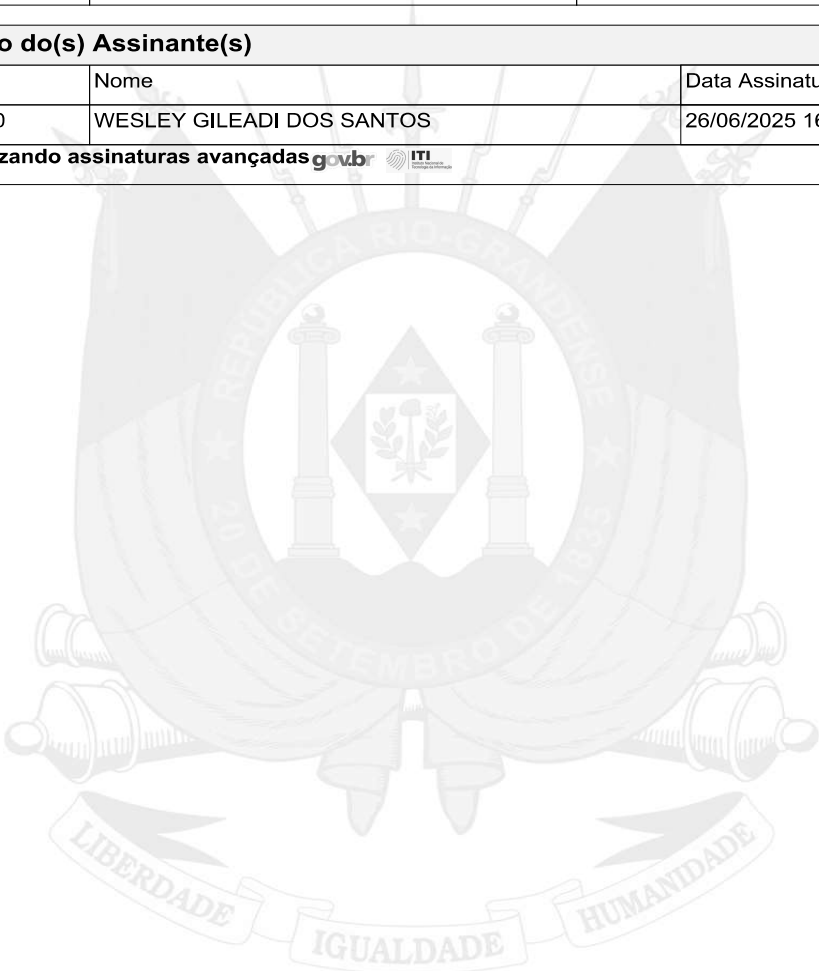 o do(s) Assinante(s)
Nome
Data Assinatu
0
WESLEY GILEADI DOS SANTOS
26/06/2025 16
zando assinaturas avançadas gov.br ITI
REPÚBLICA RIO-GRANDENSE
20 DE SETEMBRO DE 1835
LIBERDADE
IGUALDADE
HUMANIDADE